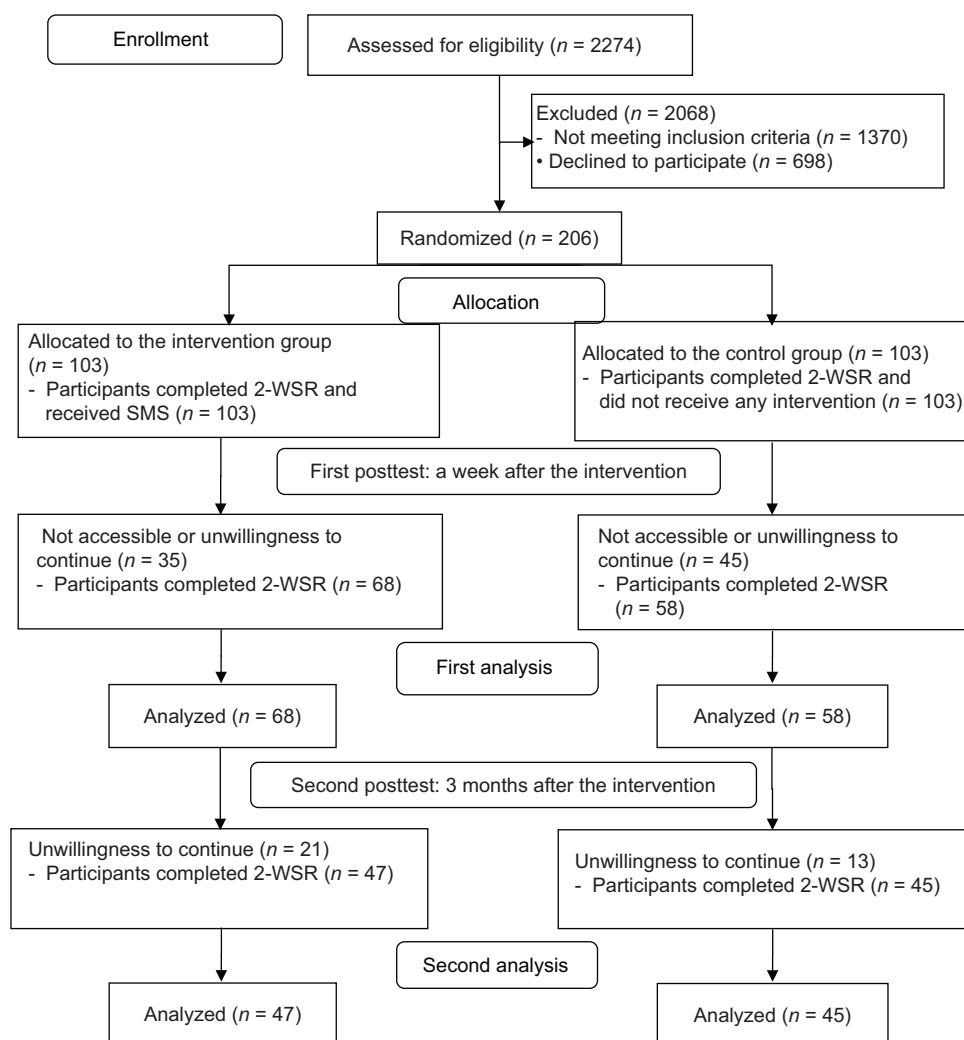 Enrollment
Assessed for eligibility (n = 2274)
Excluded (n = 2068)
- Not meeting inclusion criteria (n = 1370)
• Declined to participate (n = 698)
Randomized (n = 206)
Allocation
Allocated to the intervention group
(n = 103)
- Participants completed 2-WSR and
received SMS (n = 103)
Allocated to the control group (n = 103)
- Participants completed 2-WSR and
did not receive any intervention (n = 103)
First posttest: a week after the intervention
Not accessible or unwillingness to
continue (n = 35)
- Participants completed 2-WSR (n = 68)
Not accessible or unwillingness to
continue (n = 45)
- Participants completed 2-WSR
(n = 58)
First analysis
Analyzed (n = 68)
Analyzed (n = 58)
Second posttest: 3 months after the intervention
Unwillingness to continue (n = 21)
- Participants completed 2-WSR (n = 47)
Unwillingness to continue (n = 13)
- Participants completed 2-WSR (n = 45)
Second analysis
Analyzed (n = 47)
Analyzed (n = 45)